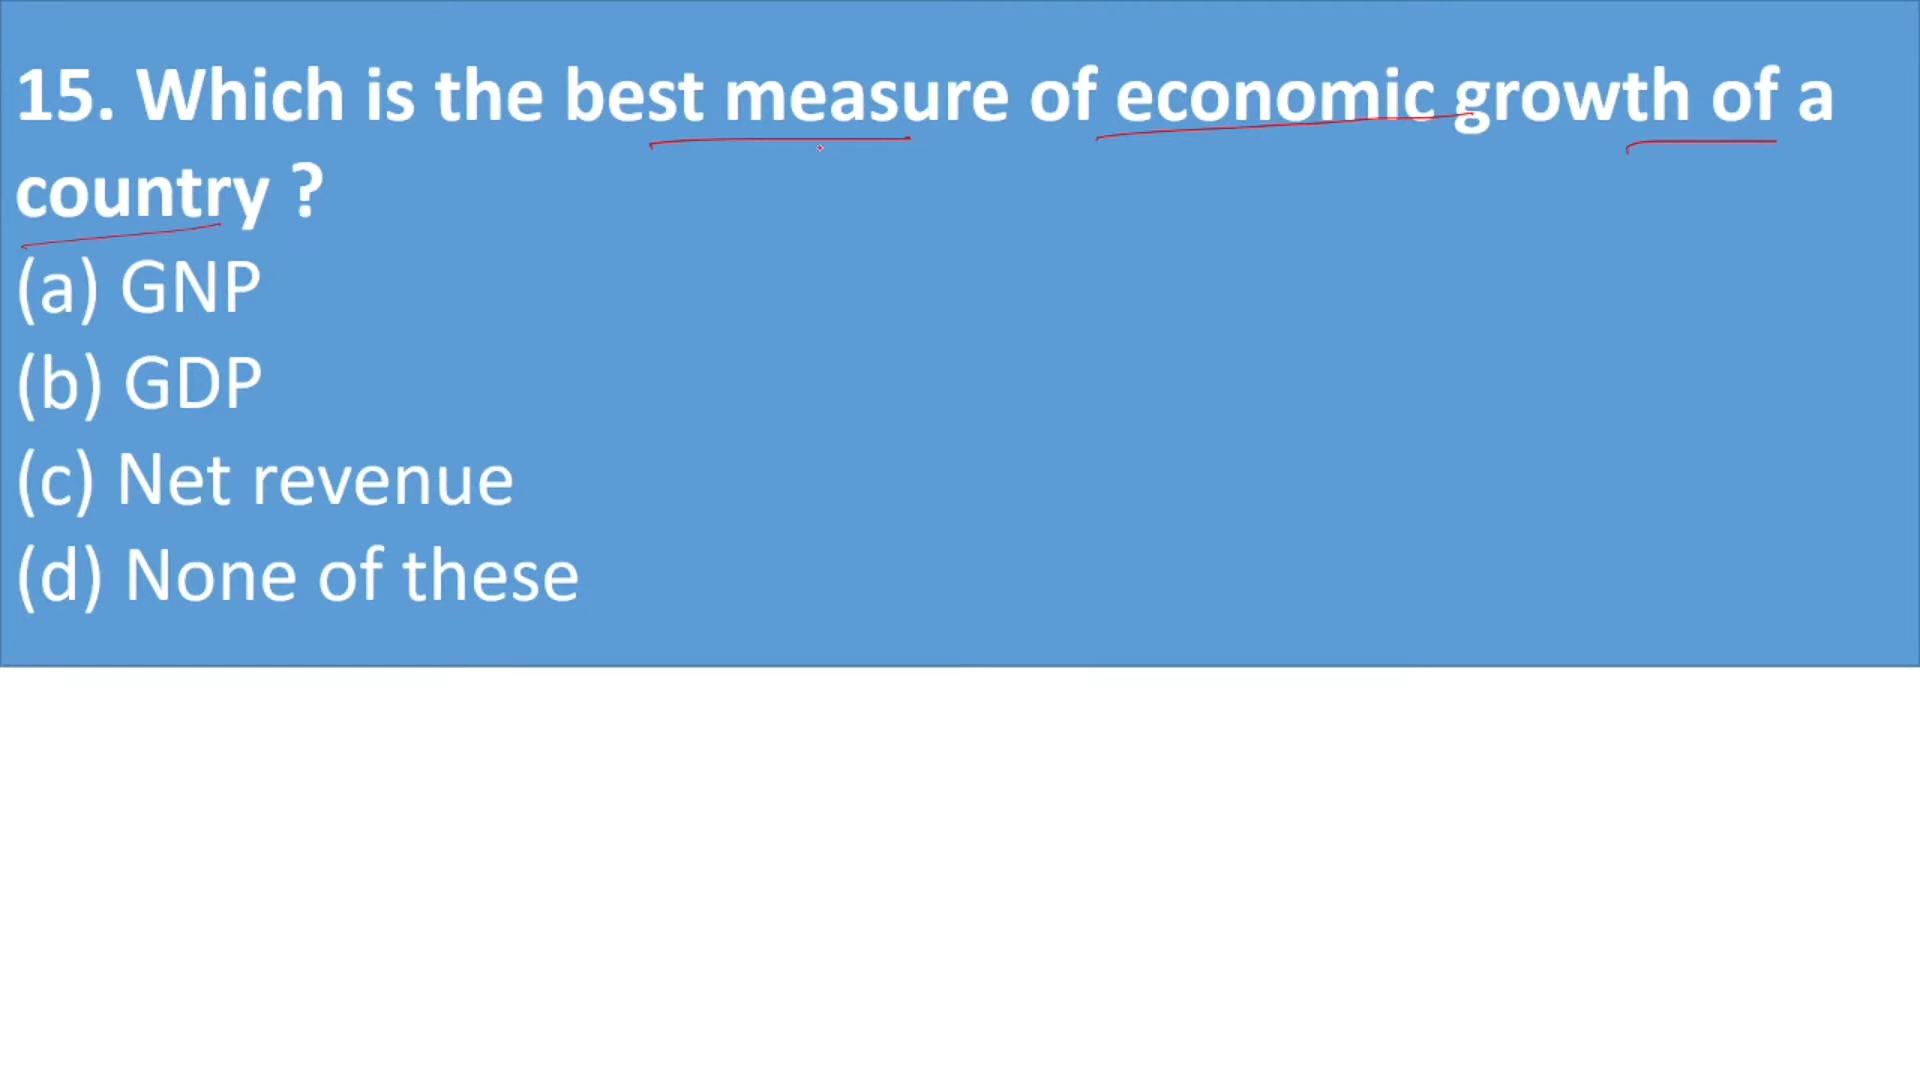 15. Which is the best measure of economic growth of a
country ?
(a) GNP
(b) GDP
(c) Net revenue
(d) None of these